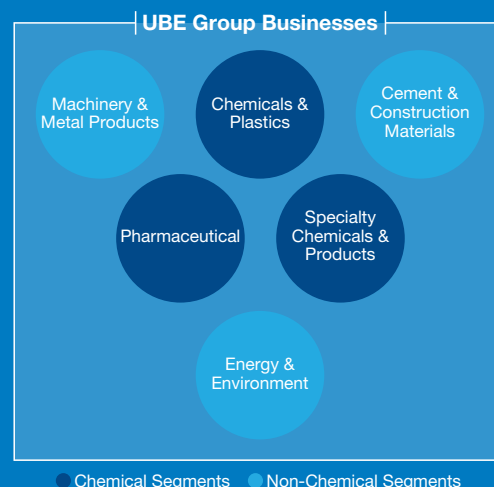 UBE Group Businesses
Machinery &
Metal Products
Chemicals &
Plastics
Cement &
Construction
Materials
Pharmaceutical
Specialty
Chemicals &
Products
Energy &
Environment
Chemical Segments
Non-Chemical Segments